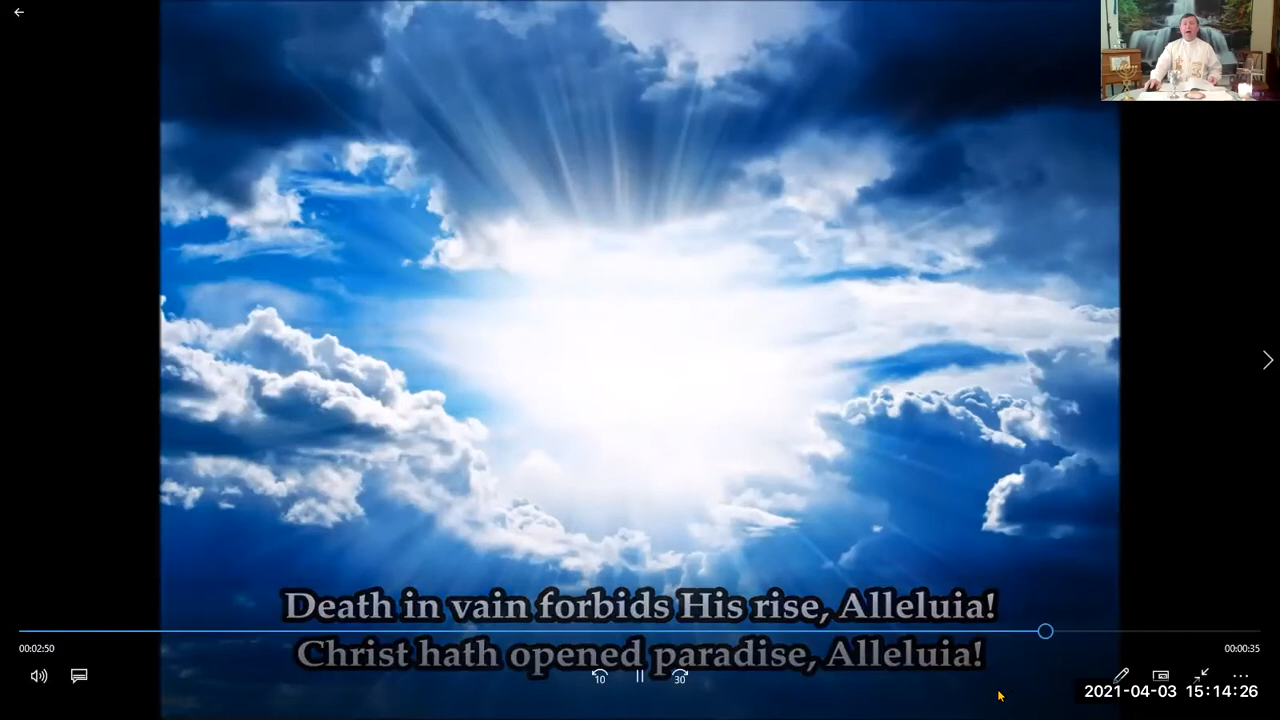 Death in vain forbids His rise, Alleluia!
00:02:50
00:00:35
Christ hath opened paradise, Alleluia!
10
30
2021-04-03 15:14:26